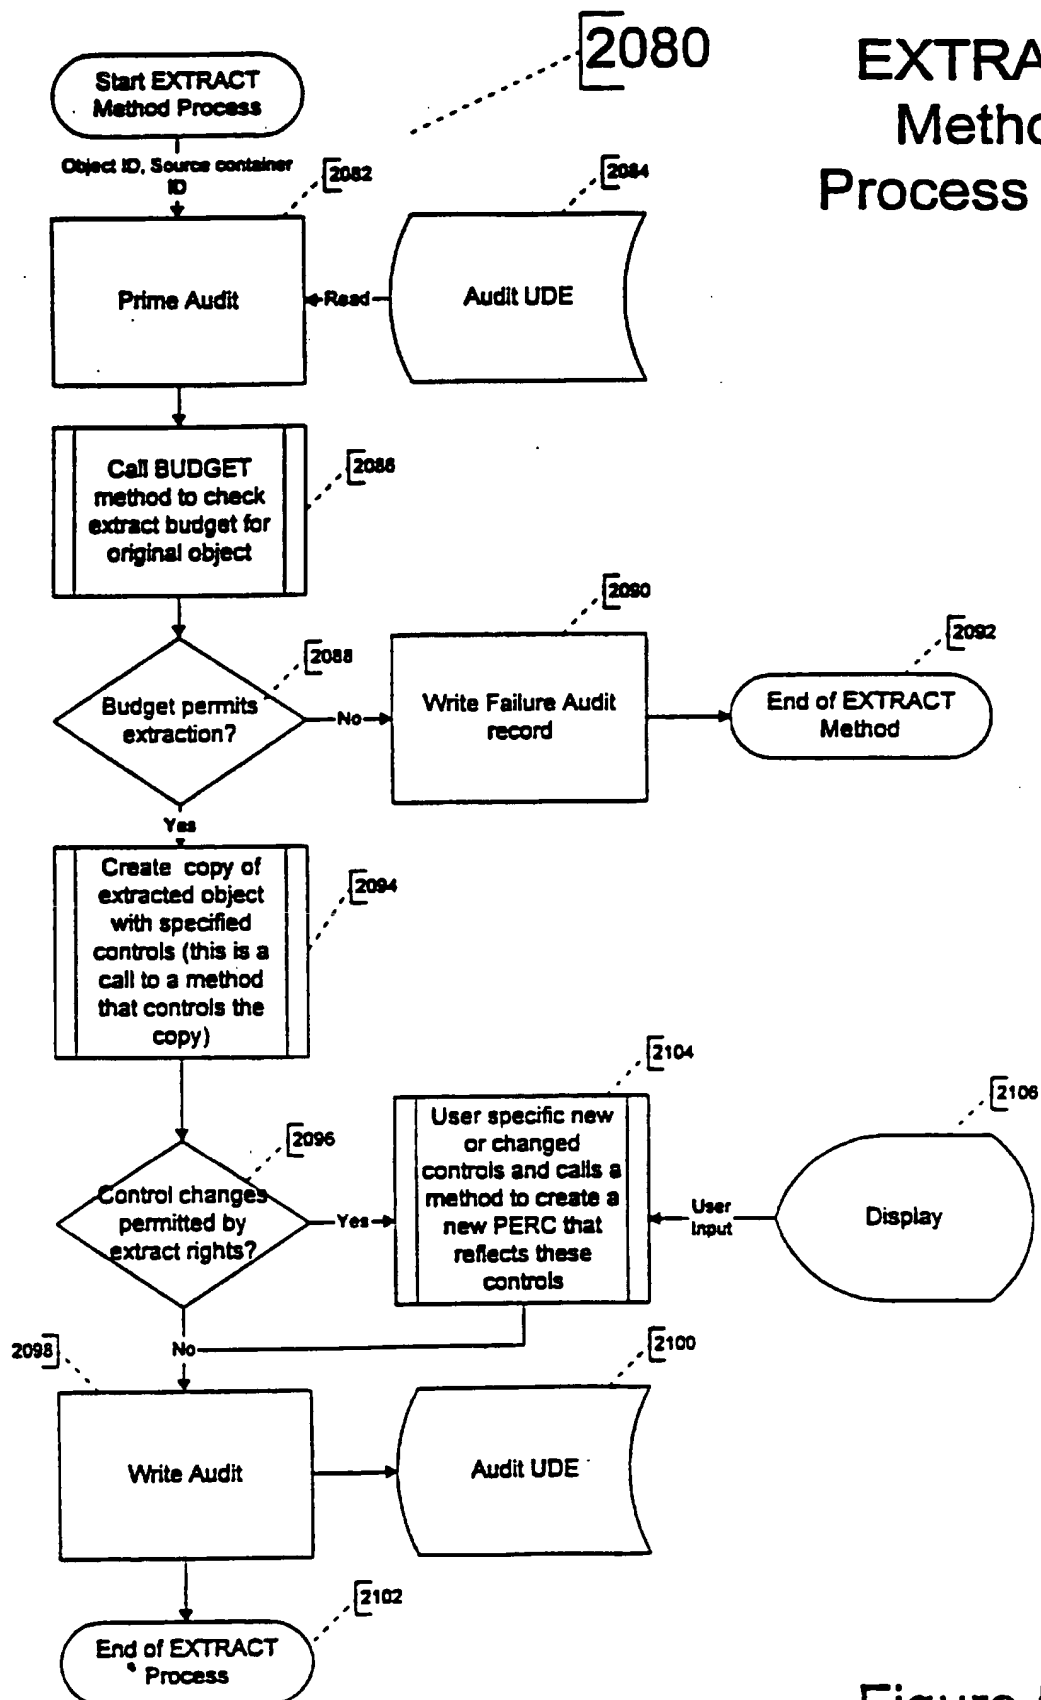 2080
EXTRA
Metho
Process
Start EXTRACT
Method Process
Object ID, Source container
ID
2082
2084
Prime Audit
Read
Audit UDE
Call BUDGET
method to check
extract budget for
original object
2086
2088
Budget permits
extraction?
No
2090
Write Failure Audit
record
2092
End of EXTRACT
Method
Yes
Create copy of
extracted object
with specified
controls (this is a
call to a method
that controls the
copy)
2094
2096
Control changes
permitted by
extract rights?
Yes
2104
User specific new
or changed
controls and calls a
method to create a
new PERC that
reflects these
controls
User
Input
2106
Display
No
2098
2100
Write Audit
Audit UDE
2102
End of EXTRACT
Process
Figure